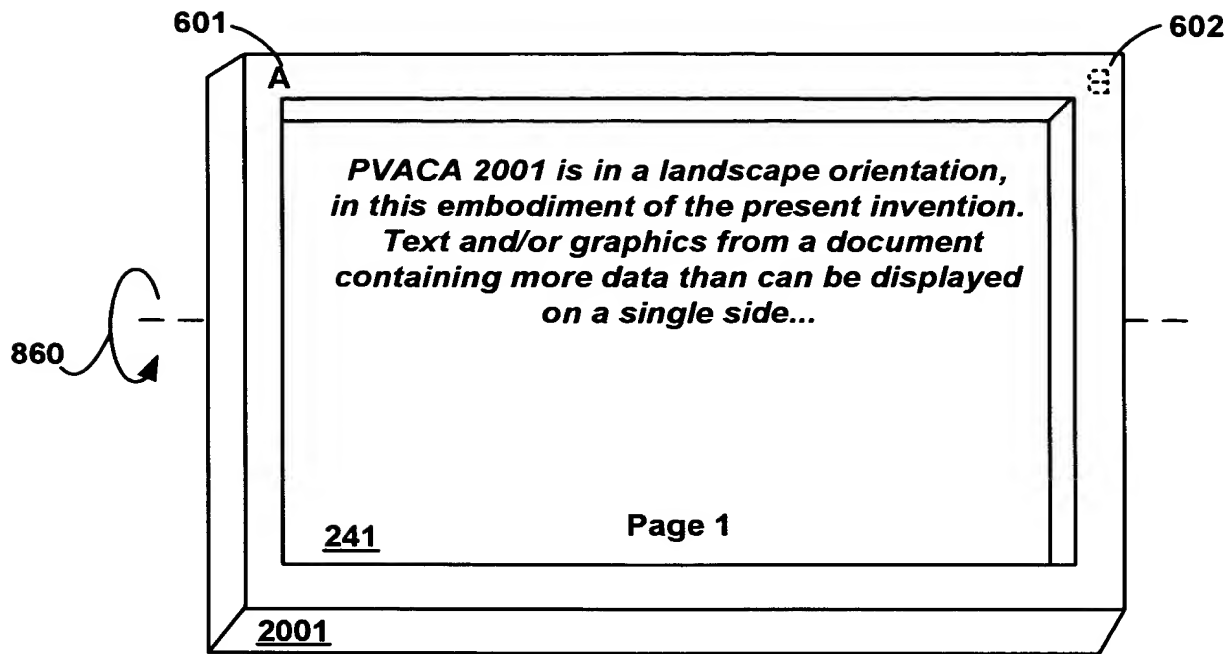 601
602
A
PVACA 2001 is in a landscape orientation,
in this embodiment of the present invention.
Text and/or graphics from a document
containing more data than can be displayed
on a single side...
860
Page 1
241
2001